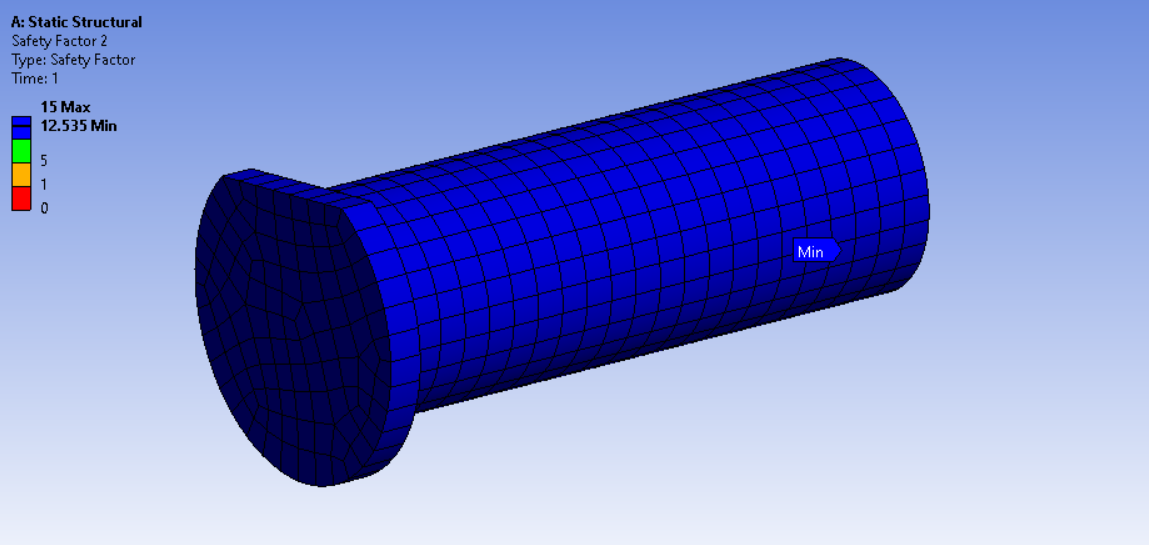 A: Static Structural
Safety Factor 2
Type: Safety Factor
Time: 1
15 Max
12.535 Min
5
1
0
Min